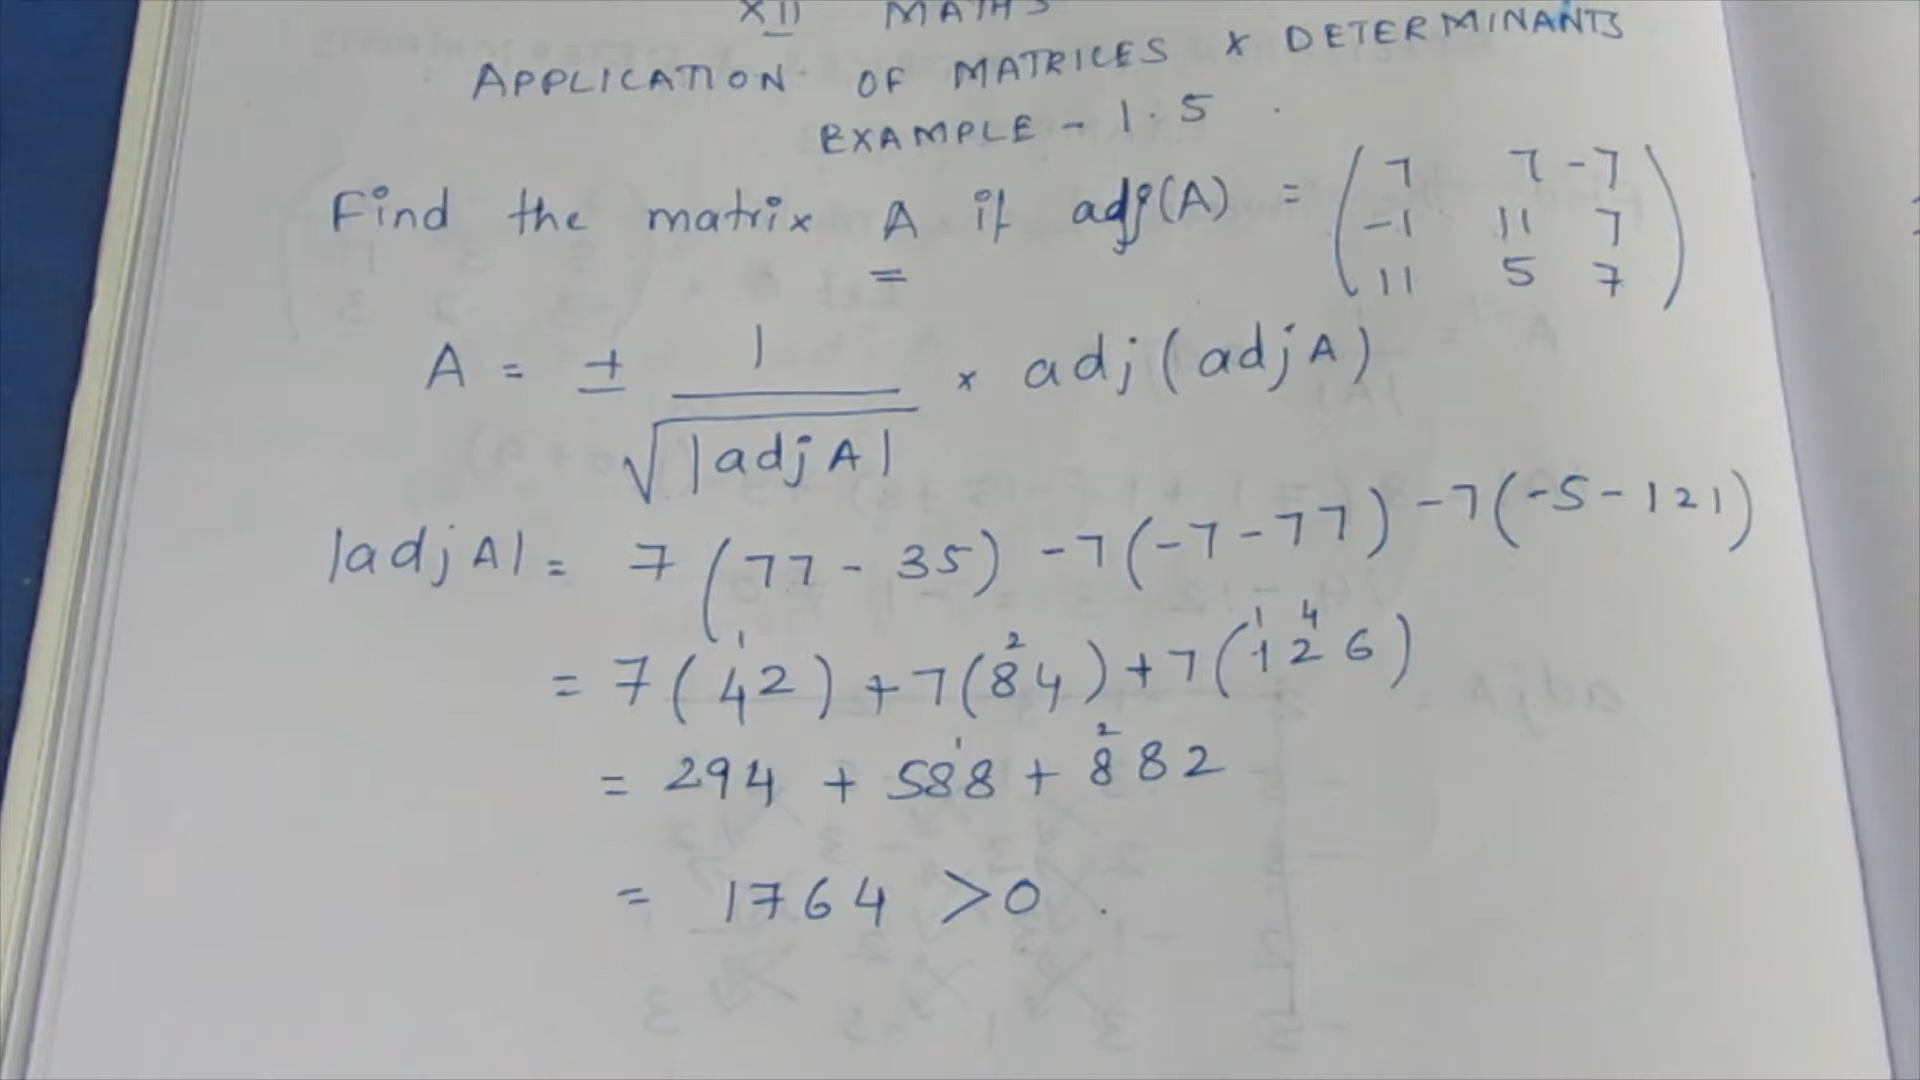 XII MATHS
APPLICATION OF MATRICES & DETERMINANTS
EXAMPLE - 1.5
Find the matrix A if adj(A) = ( 7 7 -7
-1 11 7
11 5 7 )
A = ± 1 / √|adj A| × adj(adj A)
|adj A| = 7(77 - 35) - 7(-7 - 77) - 7(-5 - 121)
= 7(42) + 7(84) + 7(126)
= 294 + 588 + 882
= 1764 > 0.